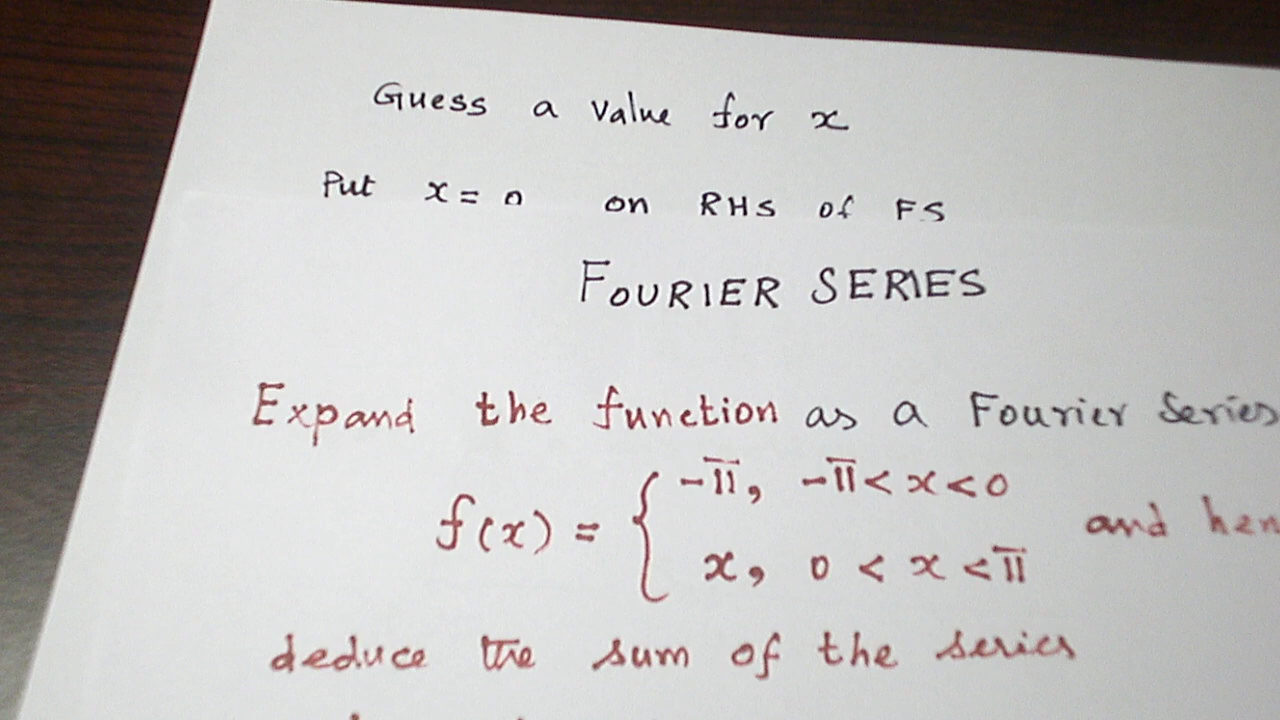 Guess a value for x
Put x = 0 on RHS of FS
FOURIER SERIES
Expand the function as a Fourier Series
f(x) = { -π, -π < x < 0
x, 0 < x < π
and hen
deduce the sum of the series